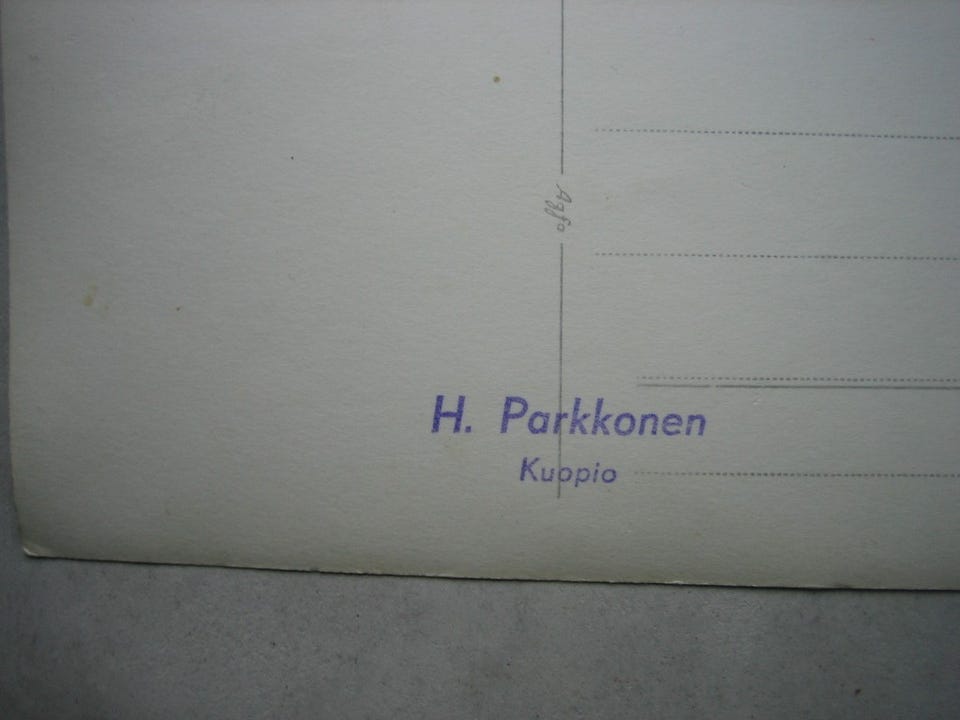 Agfa
H. Parkkonen
Kuopio